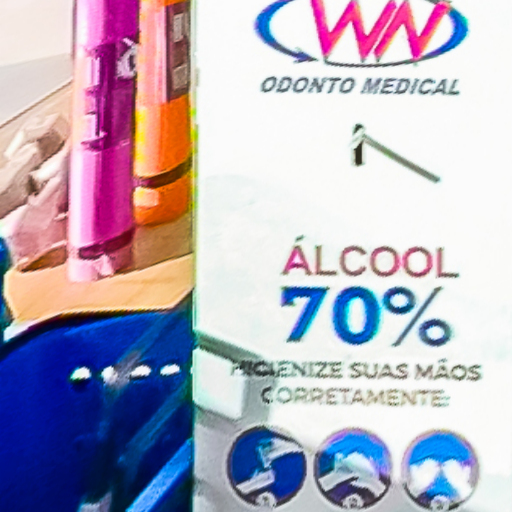 WN
ODONTO MEDICAL
ÁLCOOL
70%
HIGIENIZE SUAS MÃOS
CORRETAMENTE: